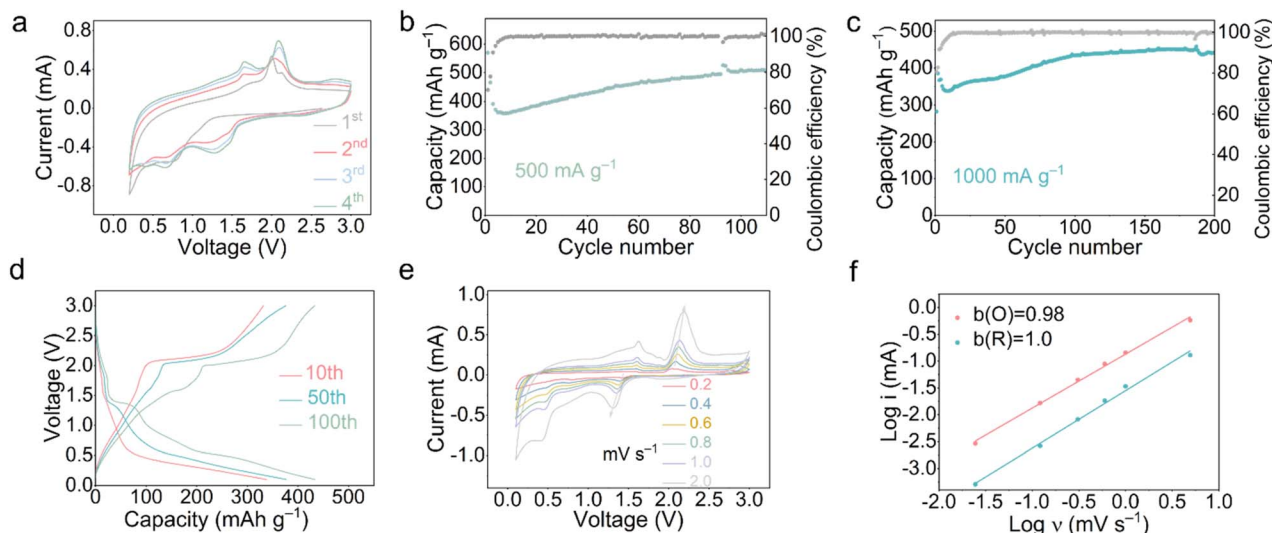 a
Current (mA)
0.8
0.4
0.0
-0.4
-0.8
1st
2nd
3rd
4th
0.0 0.5 1.0 1.5 2.0 2.5 3.0
Voltage (V)
b
Capacity (mAh g–1)
600
500
400
300
200
100
0
500 mA g–1
100
80
60
40
20
0
Coulombic efficiency (%)
0 20 40 60 80 100
Cycle number
c
Capacity (mAh g–1)
500
400
300
200
100
0
1000 mA g–1
100
80
60
40
20
0
Coulombic efficiency (%)
0 50 100 150 200
Cycle number
d
Voltage (V)
3.0
2.5
2.0
1.5
1.0
0.5
0.0
10th
50th
100th
0 100 200 300 400 500
Capacity (mAh g–1)
e
Current (mA)
1.0
0.5
0.0
-0.5
-1.0
mV s–1
0.2
0.4
0.6
0.8
1.0
2.0
0.0 0.5 1.0 1.5 2.0 2.5 3.0
Voltage (V)
f
Log i (mA)
0.0
-0.5
-1.0
-1.5
-2.0
-2.5
-3.0
b(O)=0.98
b(R)=1.0
-2.0 -1.5 -1.0 -0.5 0.0 0.5 1.0
Log ν (mV s–1)